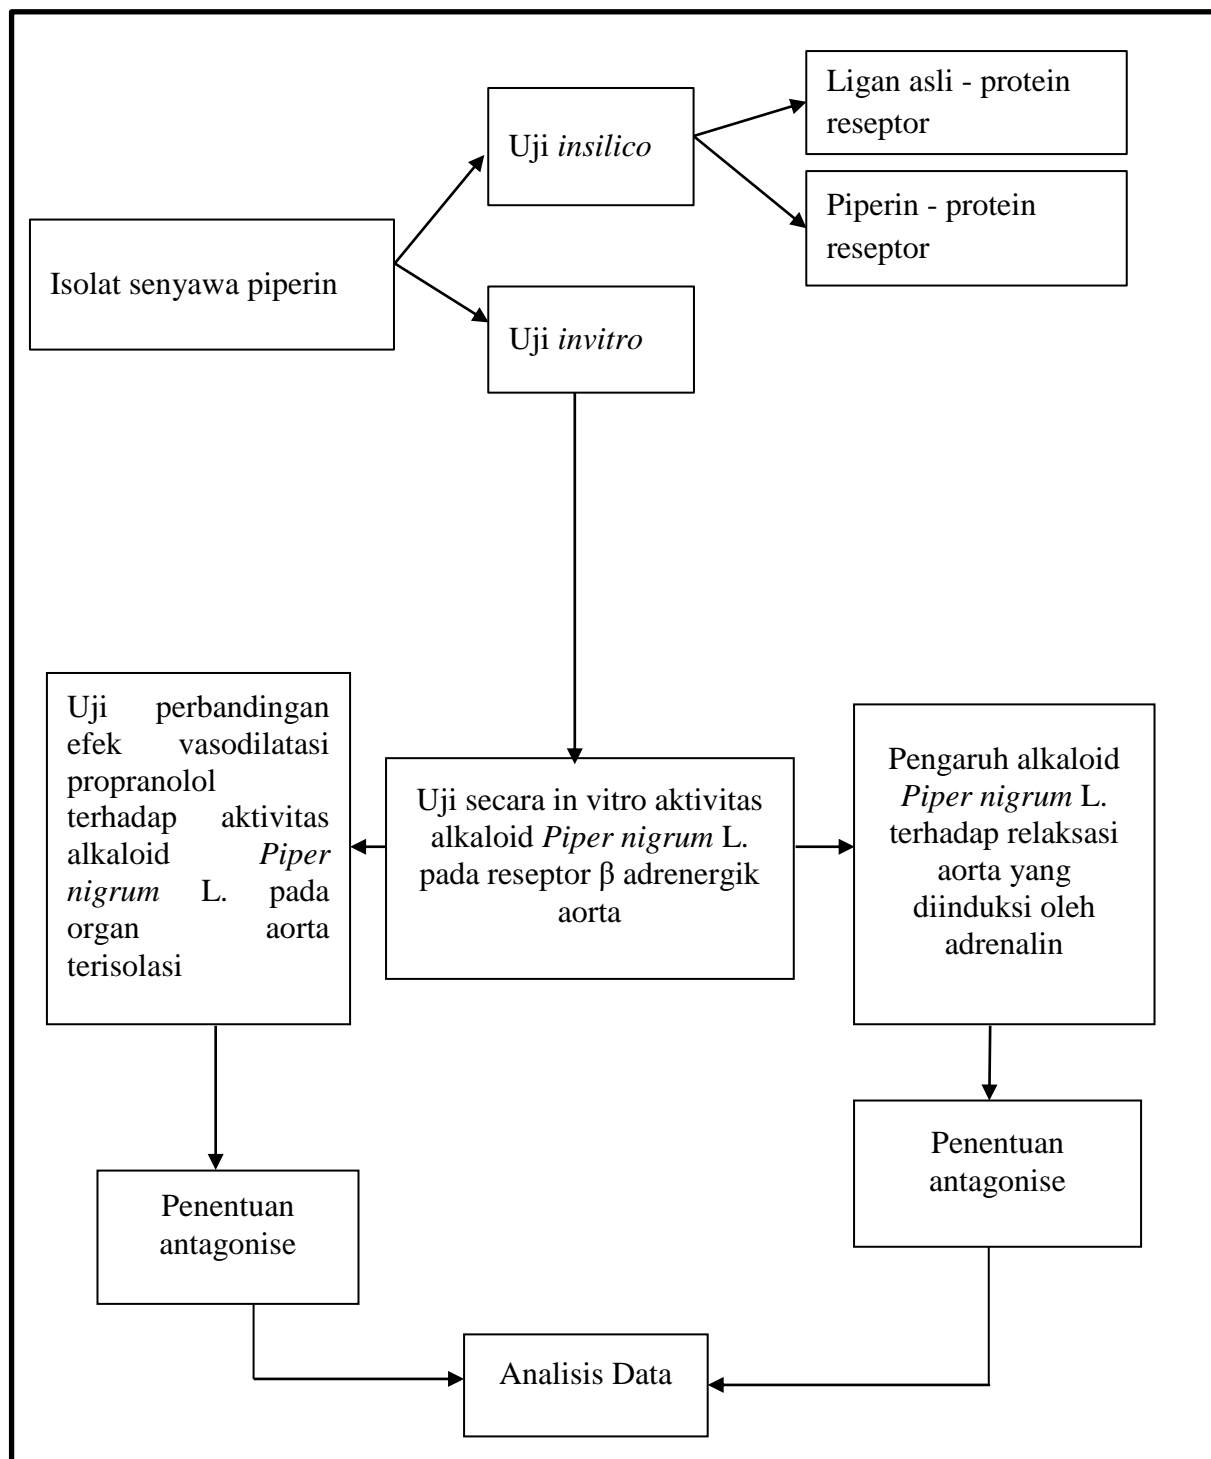 Ligan asli - protein
reseptor
Uji insilico
Piperin - protein
reseptor
Isolat senyawa piperin
Uji invitro
Uji perbandingan
efek vasodilatasi
propranolol
terhadap aktivitas
alkaloid Piper
nigrum L. pada
organ aorta
terisolasi
Uji secara in vitro aktivitas
alkaloid Piper nigrum L.
pada reseptor β adrenergik
aorta
Pengaruh alkaloid
Piper nigrum L.
terhadap relaksasi
aorta yang
diinduksi oleh
adrenalin
Penentuan
antagonise
Penentuan
antagonise
Analisis Data